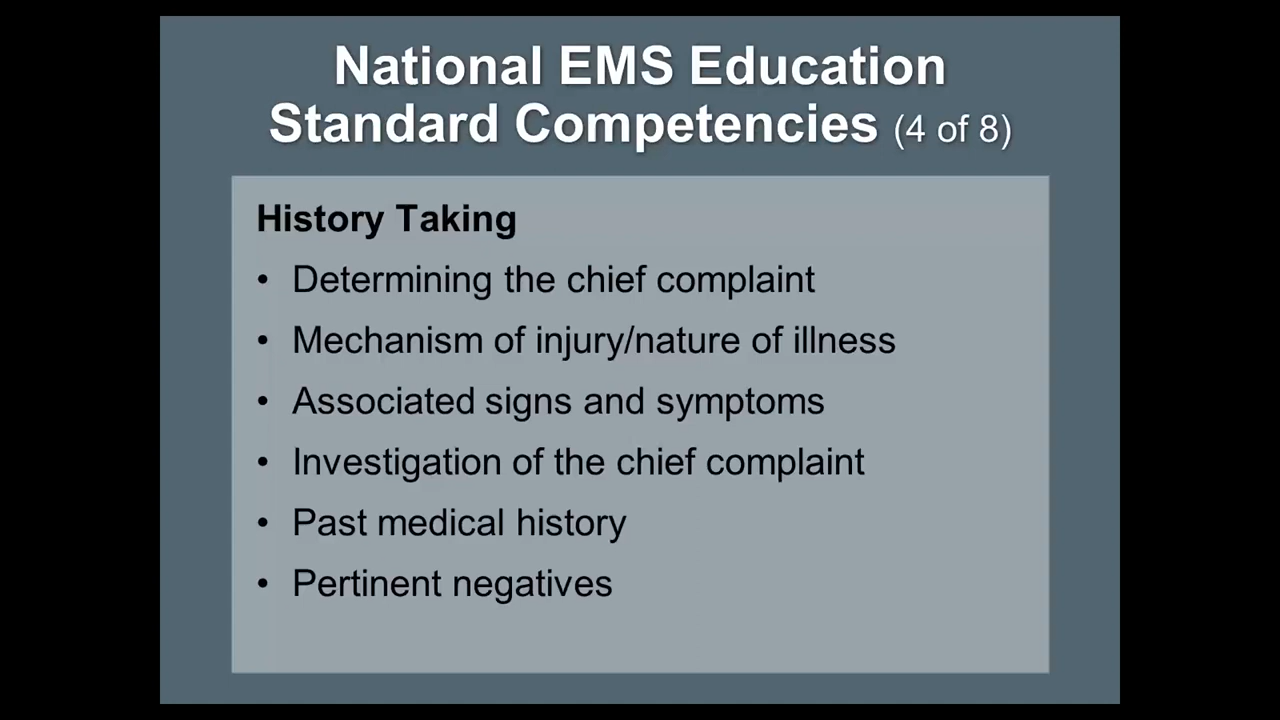 National EMS Education
Standard Competencies (4 of 8)
History Taking
• Determining the chief complaint
• Mechanism of injury/nature of illness
• Associated signs and symptoms
• Investigation of the chief complaint
• Past medical history
• Pertinent negatives